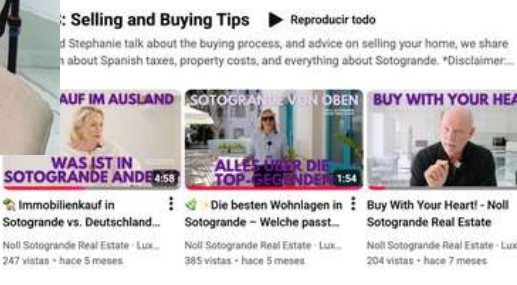 : Selling and Buying Tips
Reproducir todo
d Stephanie talk about the buying process, and advice on selling your home, we share
about Spanish taxes, property costs, and everything about Sotogrande. *Disclaimer:...
AUF IM AUSLAND
WAS IST IN
SOTOGRANDE ANDE
4:58
SOTOGRANDE VON OBEN
ALLES ÜBER DIE
TOP-GEGENDEN
1:54
BUY WITH YOUR HEA
Immobilienkauf in
Sotogrande vs. Deutschland...
Noll Sotogrande Real Estate · Lux...
247 vistas • hace 5 meses
Die besten Wohnlagen in
Sotogrande – Welche passt...
Noll Sotogrande Real Estate · Lux...
385 vistas • hace 5 meses
Buy With Your Heart! - Noll
Sotogrande Real Estate
Noll Sotogrande Real Estate · Lux
204 vistas • hace 7 meses